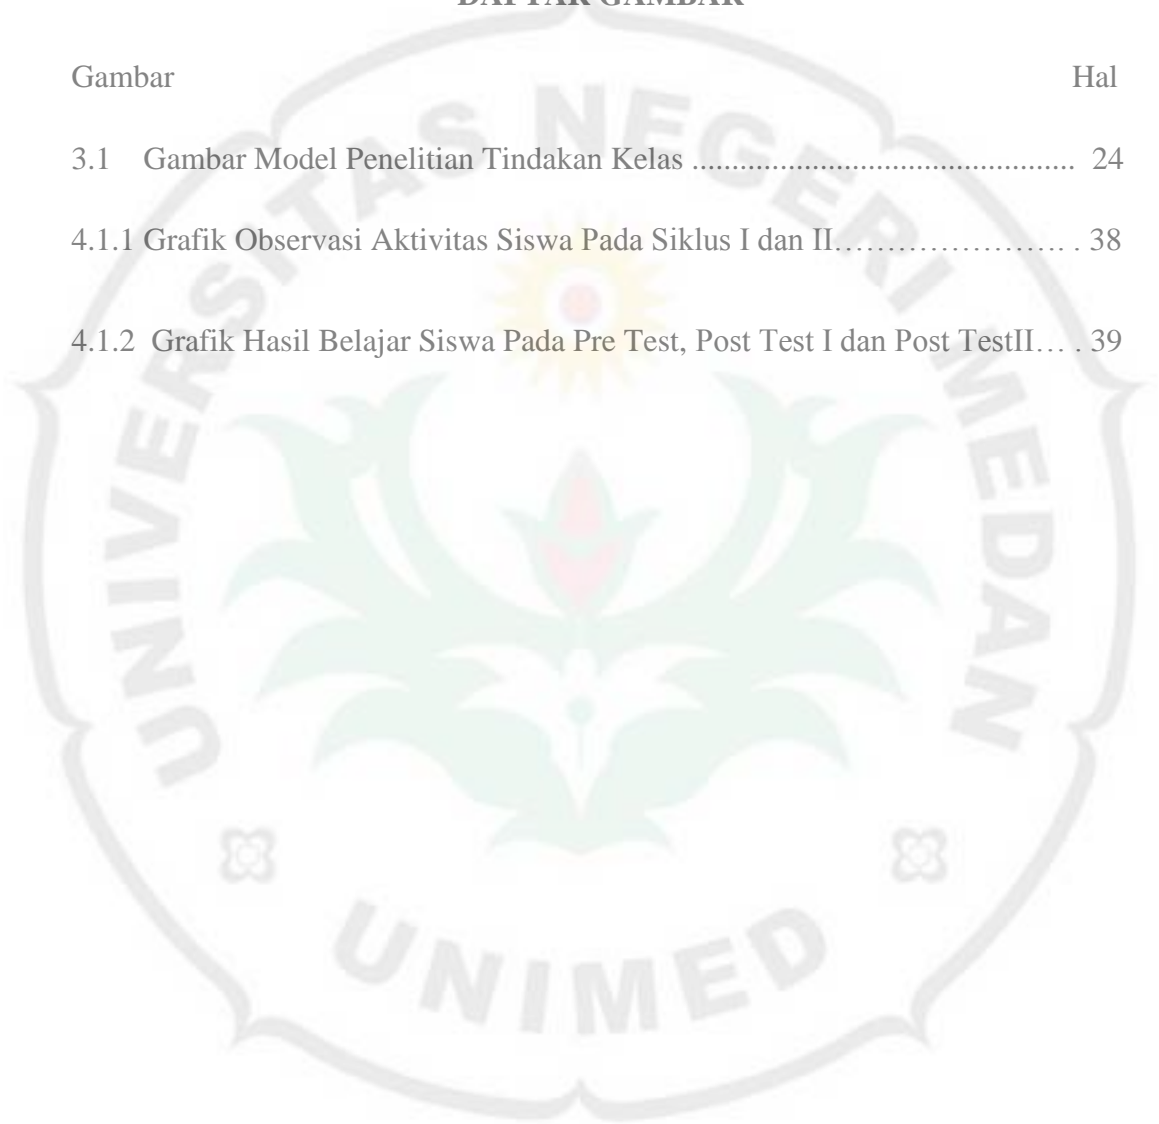 DAFTAR GAMBAR
Gambar Hal
3.1 Gambar Model Penelitian Tindakan Kelas ................................................ 24
4.1.1 Grafik Observasi Aktivitas Siswa Pada Siklus I dan II…………………. . 38
4.1.2 Grafik Hasil Belajar Siswa Pada Pre Test, Post Test I dan Post TestII… . 39
UNIVERSITAS NEGERI MEDAN
UNIMED